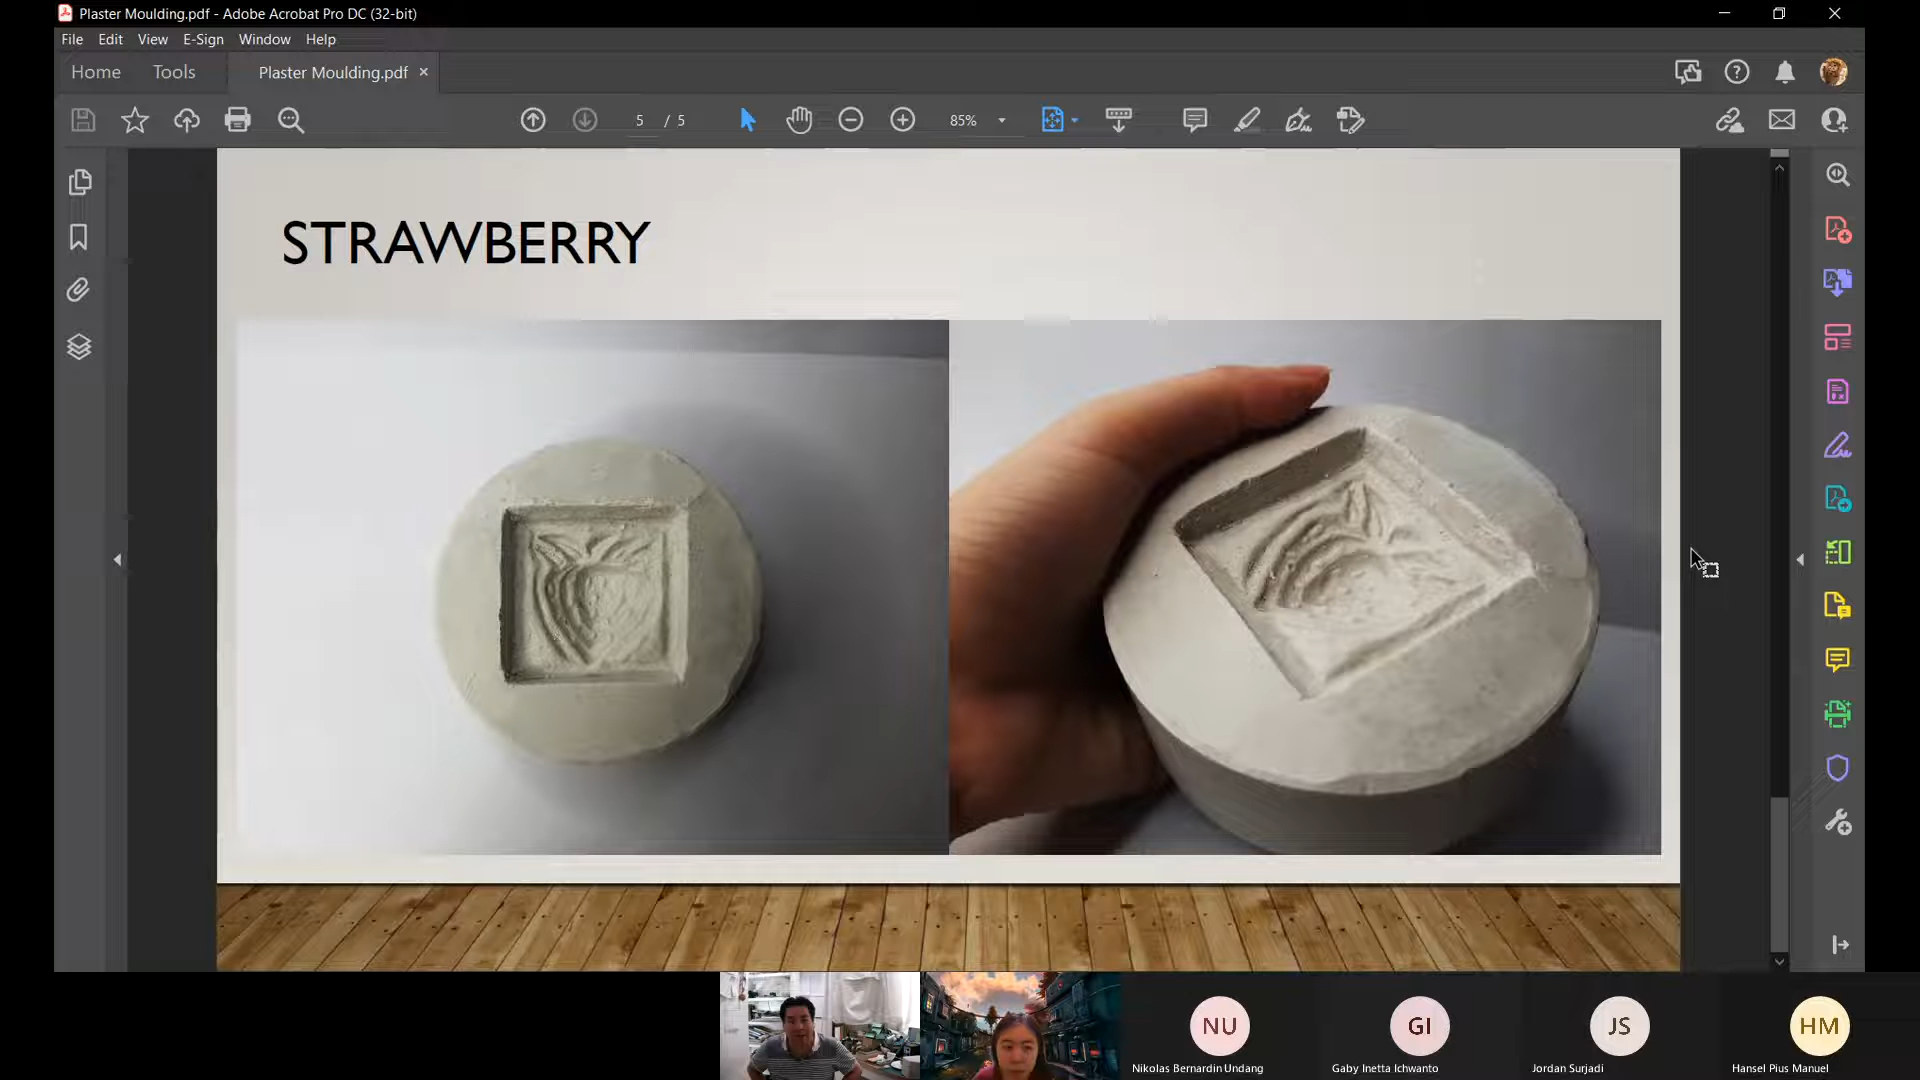 Plaster Moulding.pdf - Adobe Acrobat Pro DC (32-bit)
File Edit View E-Sign Window Help
Home Tools Plaster Moulding.pdf ×
5 / 5 85%
STRAWBERRY
NU GI JS HM
Nikolas Bernardin Undang Gaby Inetta Ichwanto Jordan Surjadi Hansel Pius Manuel